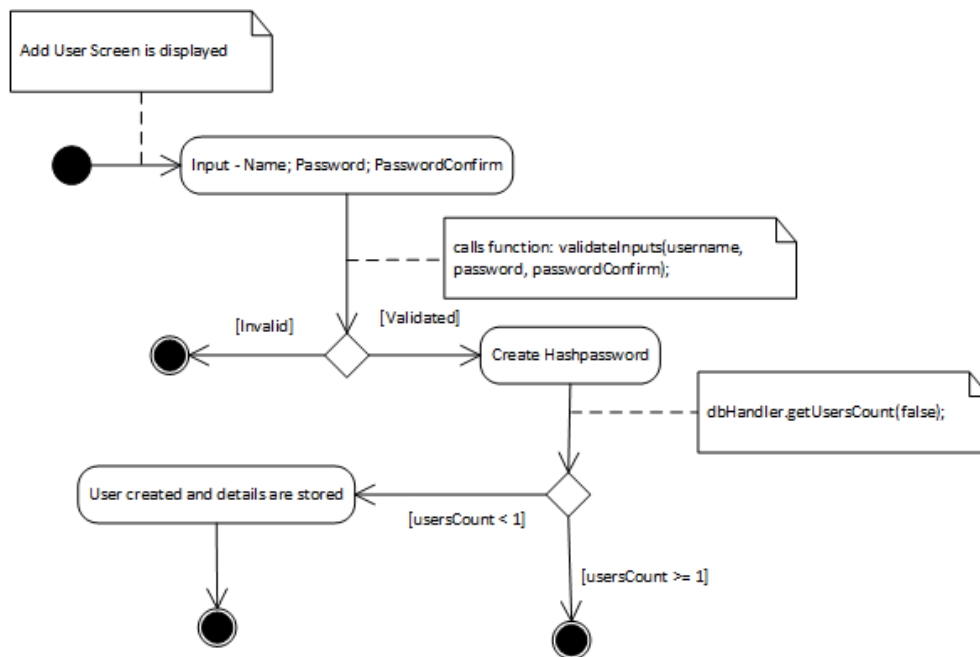 Add User Screen is displayed
Input - Name; Password; PasswordConfirm
calls function: validateInputs(username,
password, passwordConfirm);
[Invalid]
[Validated]
Create Hashpassword
dbHandler.getUsersCount(false);
User created and details are stored
[usersCount < 1]
[usersCount >= 1]